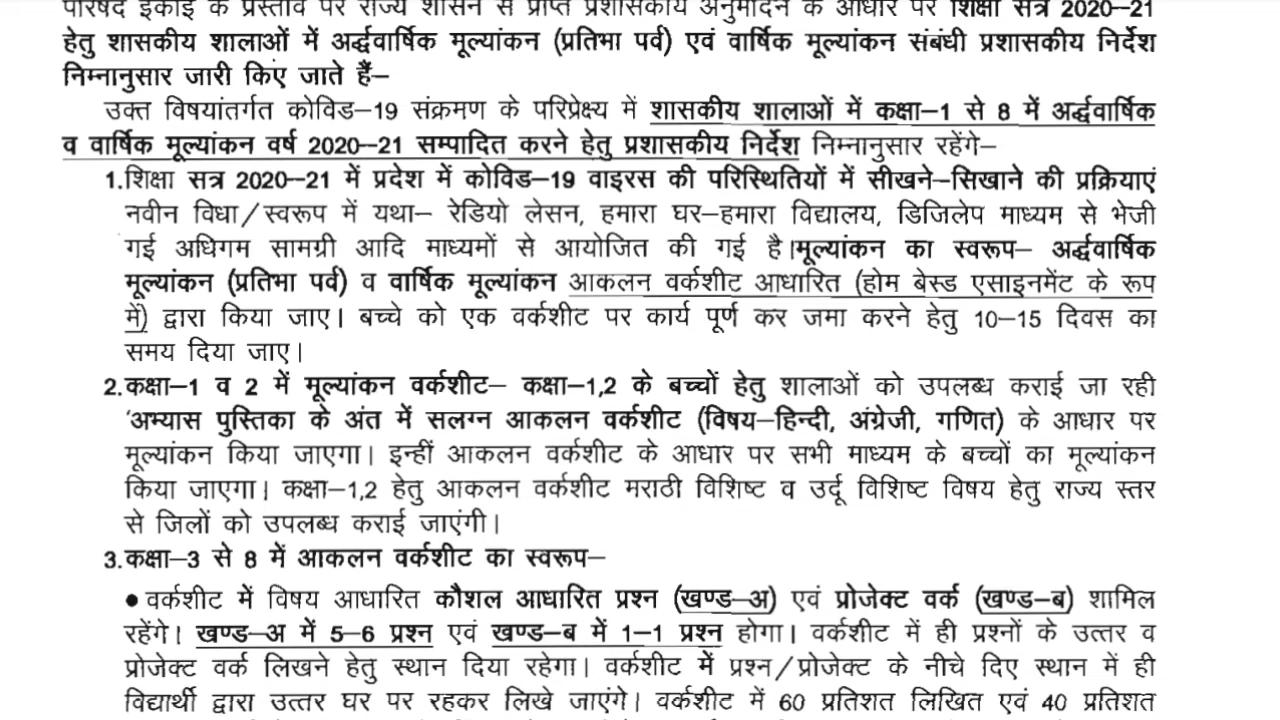 परिषद इकाई के प्रस्ताव पर राज्य शासन से प्राप्त प्रशासकीय अनुमोदन के आधार पर शिक्षा सत्र 2020–21
हेतु शासकीय शालाओं में अर्द्धवार्षिक मूल्यांकन (प्रतिभा पर्व) एवं वार्षिक मूल्यांकन संबंधी प्रशासकीय निर्देश
निम्नानुसार जारी किए जाते हैं–
उक्त विषयांतर्गत कोविड–19 संक्रमण के परिप्रेक्ष्य में शासकीय शालाओं में कक्षा–1 से 8 में अर्द्धवार्षिक
व वार्षिक मूल्यांकन वर्ष 2020–21 सम्पादित करने हेतु प्रशासकीय निर्देश निम्नानुसार रहेंगे–
1.शिक्षा सत्र 2020–21 में प्रदेश में कोविड–19 वाइरस की परिस्थितियों में सीखने–सिखाने की प्रक्रियाएं
नवीन विधा/स्वरूप में यथा– रेडियो लेसन, हमारा घर–हमारा विद्यालय, डिजिलेप माध्यम से भेजी
गई अधिगम सामग्री आदि माध्यमों से आयोजित की गई है।मूल्यांकन का स्वरूप– अर्द्धवार्षिक
मूल्यांकन (प्रतिभा पर्व) व वार्षिक मूल्यांकन आकलन वर्कशीट आधारित (होम बेस्ड एसाइनमेंट के रूप
में) द्वारा किया जाए। बच्चे को एक वर्कशीट पर कार्य पूर्ण कर जमा करने हेतु 10–15 दिवस का
समय दिया जाए।
2.कक्षा–1 व 2 में मूल्यांकन वर्कशीट– कक्षा–1,2 के बच्चों हेतु शालाओं को उपलब्ध कराई जा रही
'अभ्यास पुस्तिका के अंत में सलग्न आकलन वर्कशीट (विषय–हिन्दी, अंग्रेजी, गणित) के आधार पर
मूल्यांकन किया जाएगा। इन्हीं आकलन वर्कशीट के आधार पर सभी माध्यम के बच्चों का मूल्यांकन
किया जाएगा। कक्षा–1,2 हेतु आकलन वर्कशीट मराठी विशिष्ट व उर्दू विशिष्ट विषय हेतु राज्य स्तर
से जिलों को उपलब्ध कराई जाएंगी।
3.कक्षा–3 से 8 में आकलन वर्कशीट का स्वरूप–
• वर्कशीट में विषय आधारित कौशल आधारित प्रश्न (खण्ड–अ) एवं प्रोजेक्ट वर्क (खण्ड–ब) शामिल
रहेंगे। खण्ड–अ में 5–6 प्रश्न एवं खण्ड–ब में 1–1 प्रश्न होगा। वर्कशीट में ही प्रश्नों के उत्तर व
प्रोजेक्ट वर्क लिखने हेतु स्थान दिया रहेगा। वर्कशीट में प्रश्न/प्रोजेक्ट के नीचे दिए स्थान में ही
विद्यार्थी द्वारा उत्तर घर पर रहकर लिखे जाएंगे। वर्कशीट में 60 प्रतिशत लिखित एवं 40 प्रतिशत